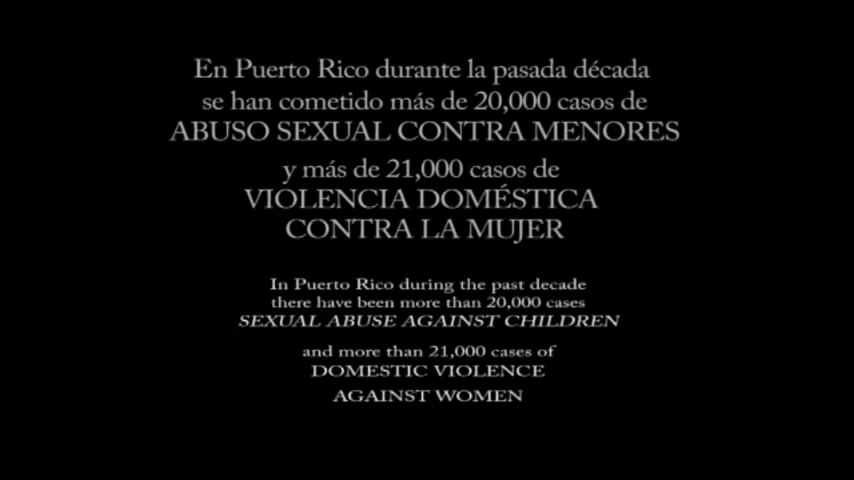 En Puerto Rico durante la pasada década
se han cometido más de 20,000 casos de
ABUSO SEXUAL CONTRA MENORES
y más de 21,000 casos de
VIOLENCIA DOMÉSTICA
CONTRA LA MUJER
In Puerto Rico during the past decade
there have been more than 20,000 cases
SEXUAL ABUSE AGAINST CHILDREN
and more than 21,000 cases of
DOMESTIC VIOLENCE
AGAINST WOMEN